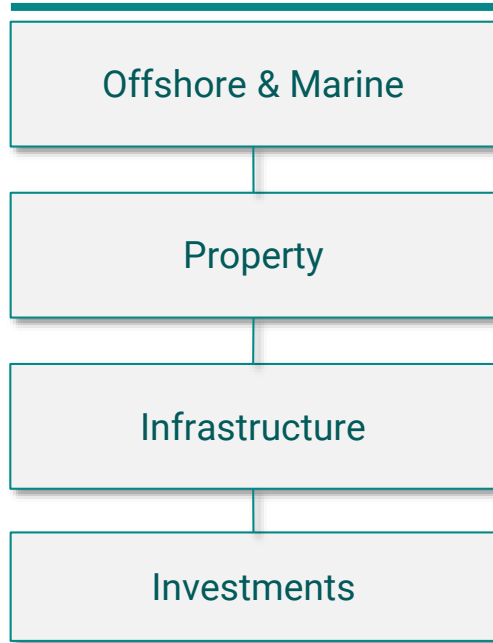 Offshore & Marine
Property
Infrastructure
Investments